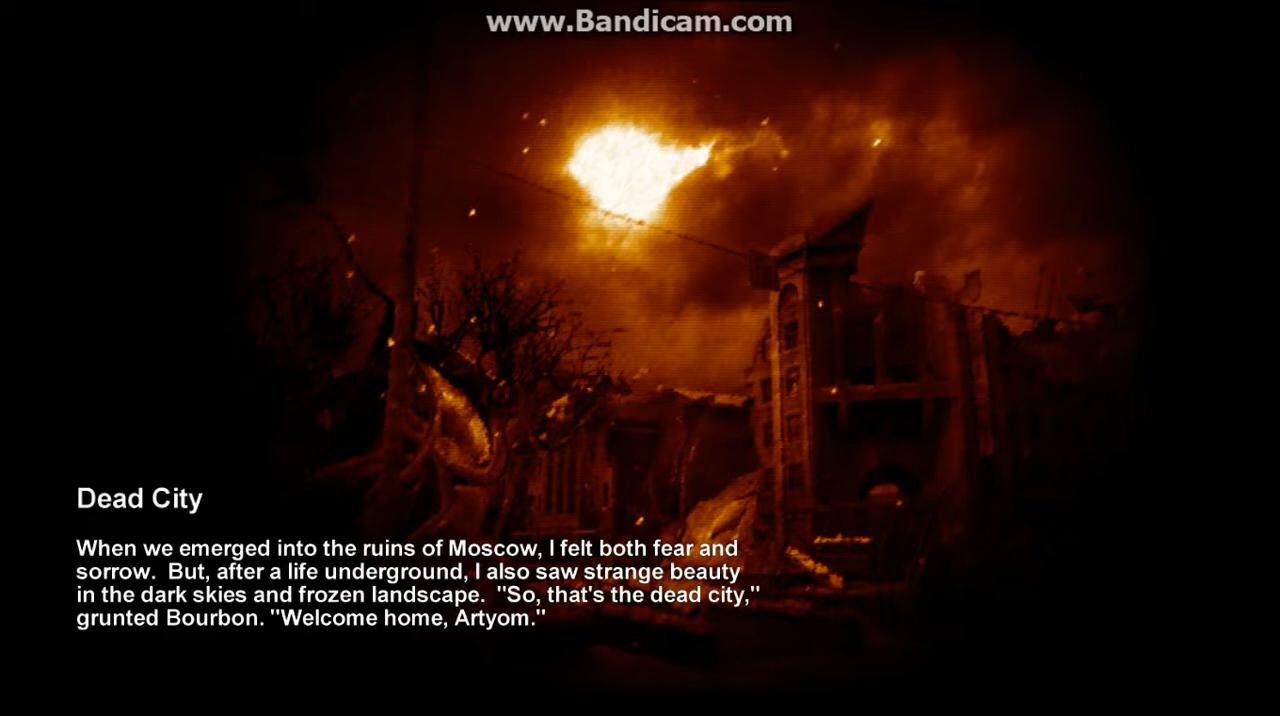 www.Bandicam.com
Dead City
When we emerged into the ruins of Moscow, I felt both fear and
sorrow.  But, after a life underground, I also saw strange beauty
in the dark skies and frozen landscape.  "So, that's the dead city,"
grunted Bourbon. "Welcome home, Artyom."